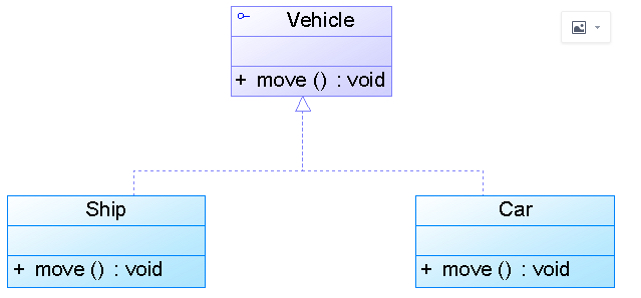 Vehicle
+ move () : void
Ship
+ move () : void
Car
+ move () : void